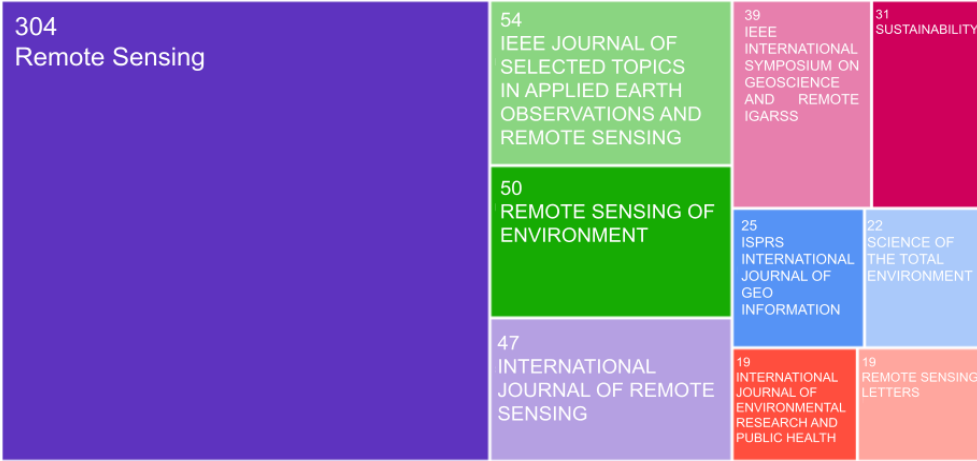 304
Remote Sensing
54
IEEE JOURNAL OF
SELECTED TOPICS
IN APPLIED EARTH
OBSERVATIONS AND
REMOTE SENSING
50
REMOTE SENSING OF
ENVIRONMENT
47
INTERNATIONAL
JOURNAL OF REMOTE
SENSING
39
IEEE
INTERNATIONAL
SYMPOSIUM ON
GEOSCIENCE
AND REMOTE
IGARSS
31
SUSTAINABILITY
25
ISPRS
INTERNATIONAL
JOURNAL OF
GEO
INFORMATION
22
SCIENCE OF
THE TOTAL
ENVIRONMENT
19
INTERNATIONAL
JOURNAL OF
ENVIRONMENTAL
RESEARCH AND
PUBLIC HEALTH
19
REMOTE SENSING
LETTERS